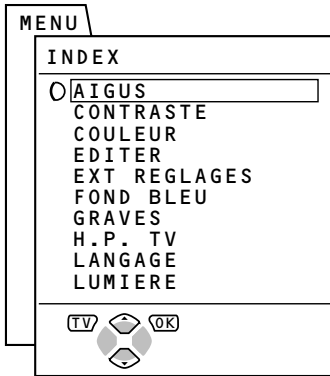 MENU
INDEX
AIGUS
CONTRASTE
COULEUR
EDITER
EXT REGLAGES
FOND BLEU
GRAVES
H.P. TV
LANGAGE
LUMIERE
TV OK